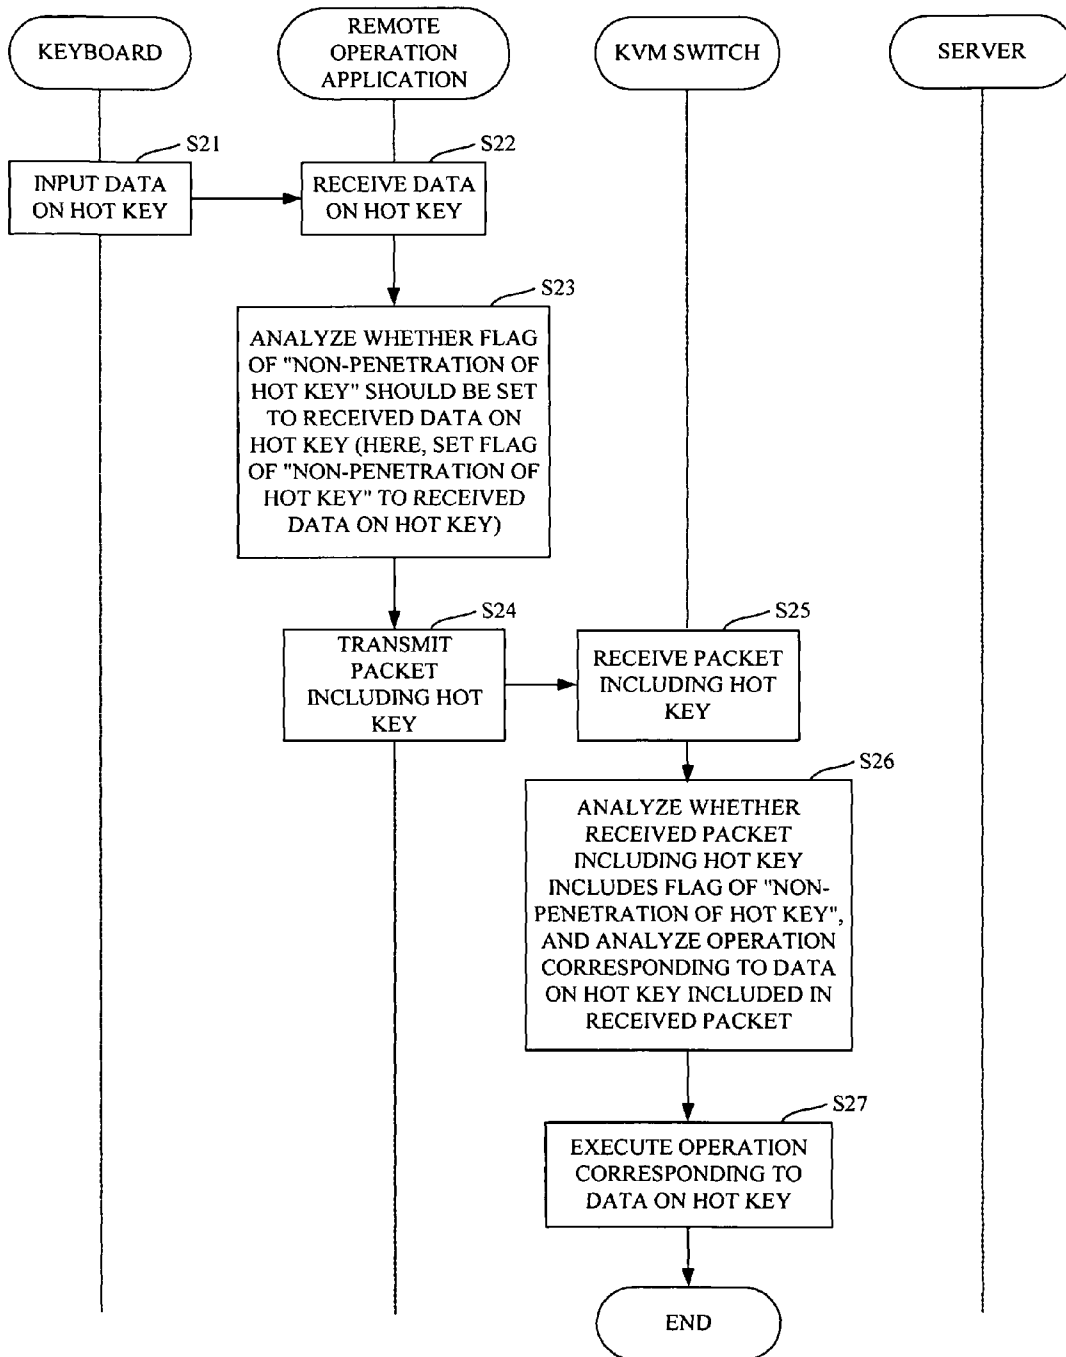 KEYBOARD
REMOTE
OPERATION
APPLICATION
KVM SWITCH
SERVER
S21
INPUT DATA
ON HOT KEY
S22
RECEIVE DATA
ON HOT KEY
S23
ANALYZE WHETHER FLAG
OF "NON-PENETRATION OF
HOT KEY" SHOULD BE SET
TO RECEIVED DATA ON
HOT KEY (HERE, SET FLAG
OF "NON-PENETRATION OF
HOT KEY" TO RECEIVED
DATA ON HOT KEY)
S24
TRANSMIT
PACKET
INCLUDING HOT
KEY
S25
RECEIVE PACKET
INCLUDING HOT
KEY
S26
ANALYZE WHETHER
RECEIVED PACKET
INCLUDING HOT KEY
INCLUDES FLAG OF "NON-
PENETRATION OF HOT KEY",
AND ANALYZE OPERATION
CORRESPONDING TO DATA
ON HOT KEY INCLUDED IN
RECEIVED PACKET
S27
EXECUTE OPERATION
CORRESPONDING TO
DATA ON HOT KEY
END